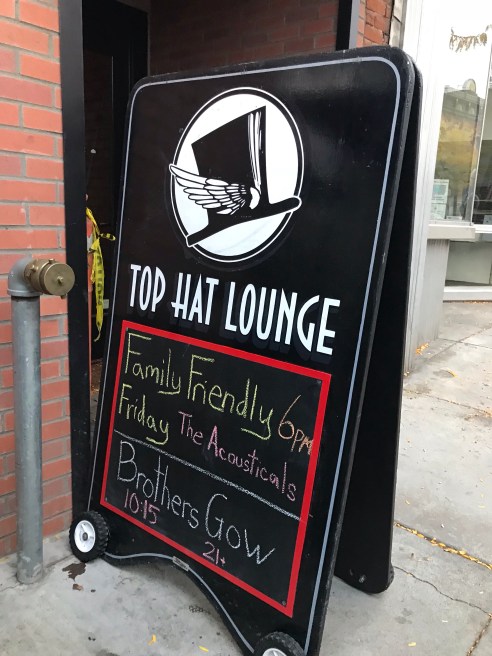 TOP HAT LOUNGE
Family Friendly 6PM
Friday The Acousticals
Brothers Gow
10:15 21+